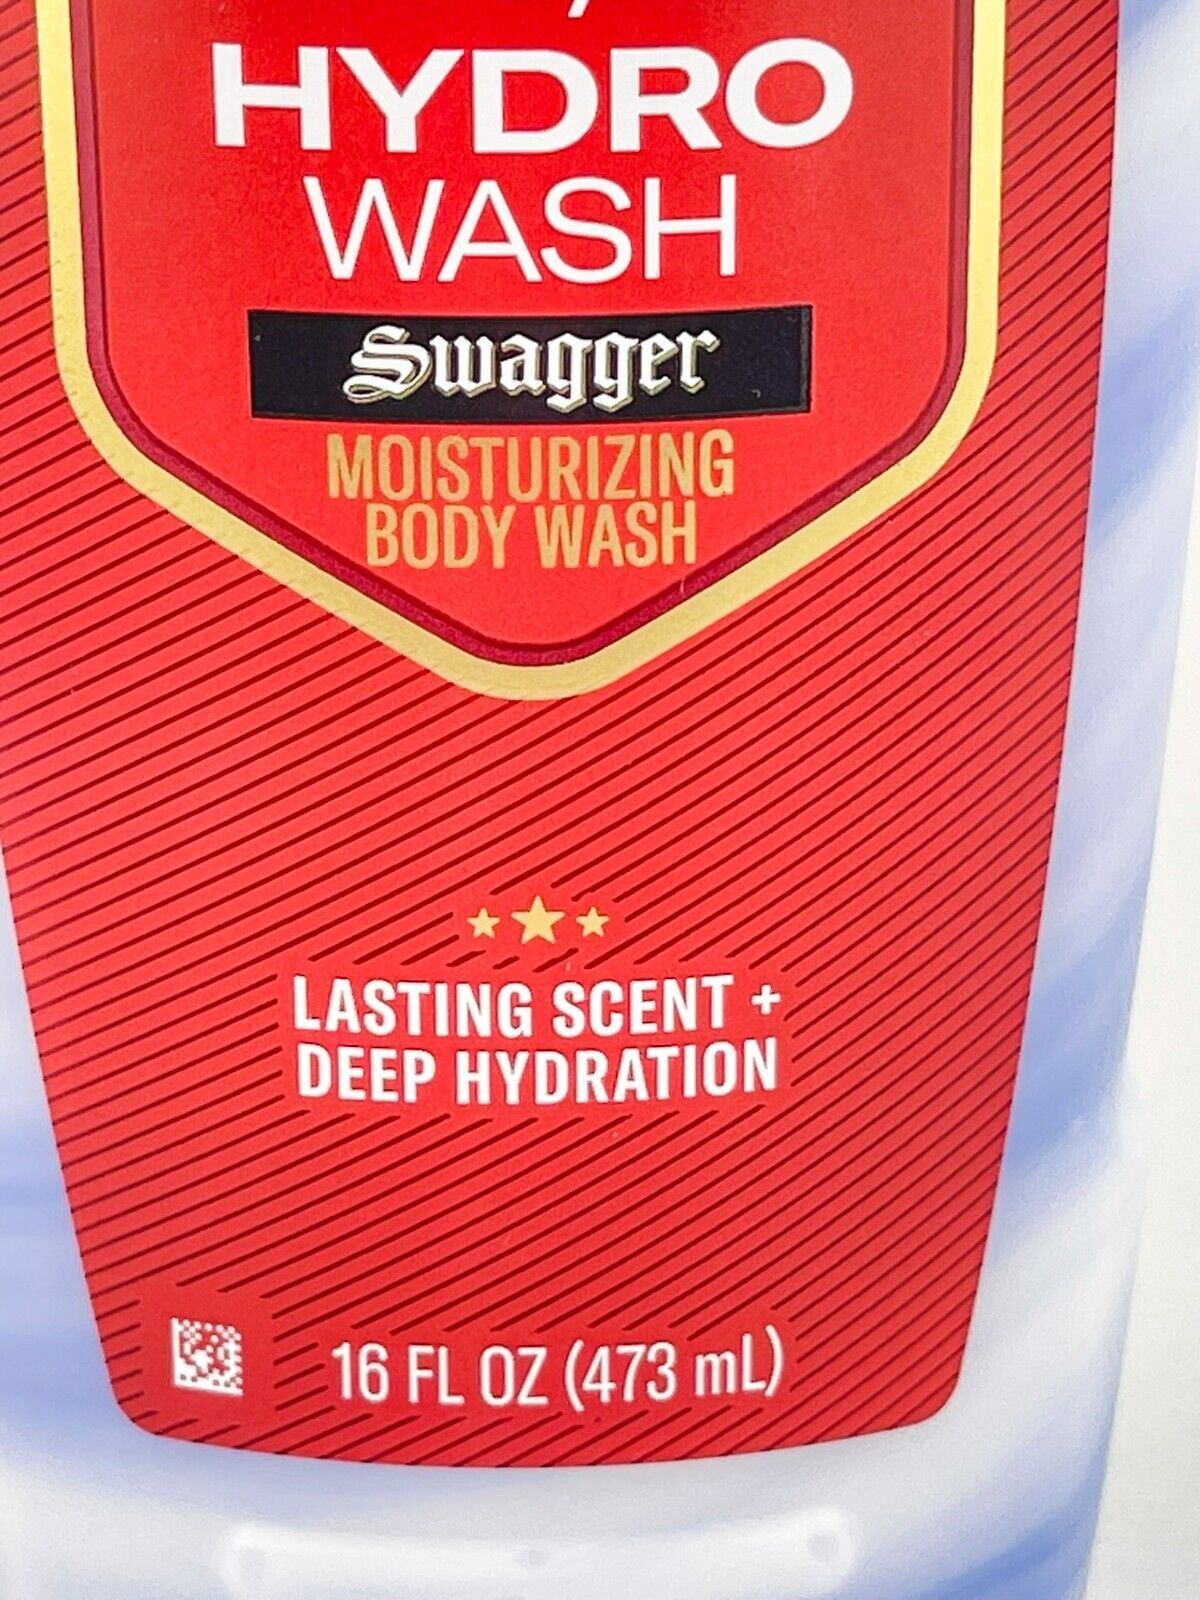 HYDRO
WASH
Swagger
MOISTURIZING
BODY WASH
LASTING SCENT +
DEEP HYDRATION
16 FL OZ (473 mL)